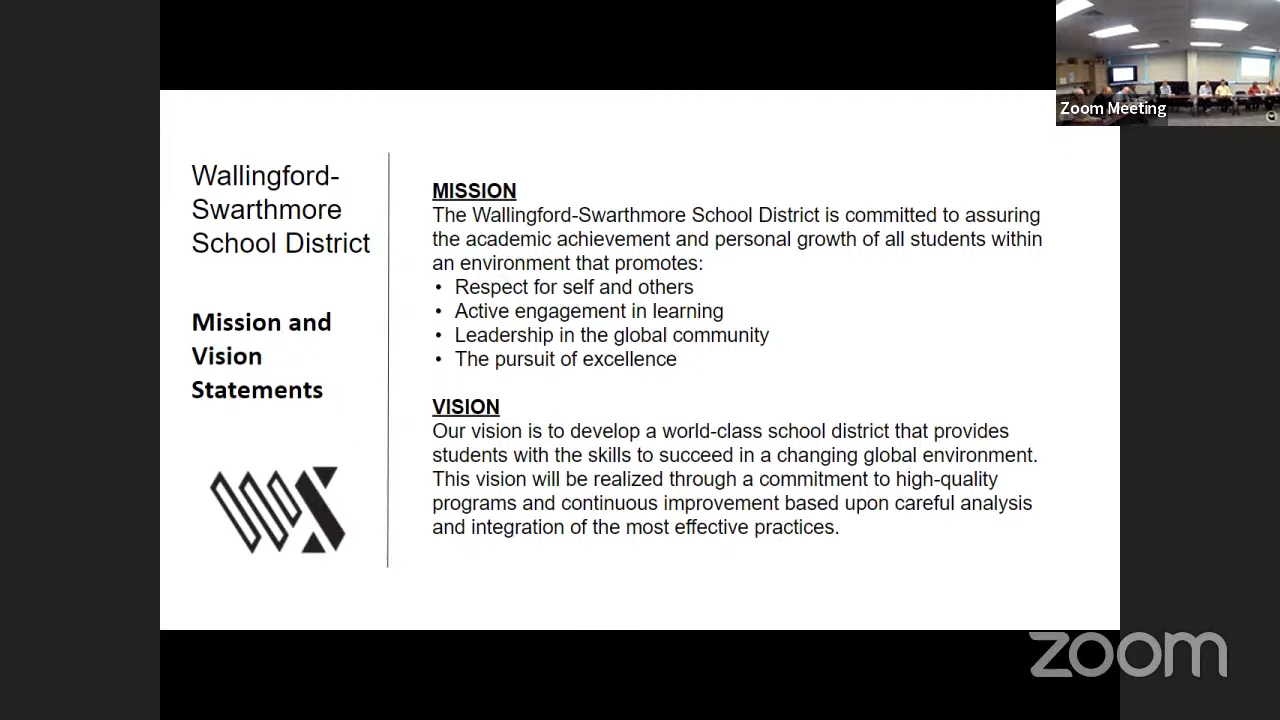 Zoom Meeting
Wallingford-
Swarthmore
School District
Mission and
Vision
Statements
WS
MISSION
The Wallingford-Swarthmore School District is committed to assuring
the academic achievement and personal growth of all students within
an environment that promotes:
• Respect for self and others
• Active engagement in learning
• Leadership in the global community
• The pursuit of excellence
VISION
Our vision is to develop a world-class school district that provides
students with the skills to succeed in a changing global environment.
This vision will be realized through a commitment to high-quality
programs and continuous improvement based upon careful analysis
and integration of the most effective practices.
zoom